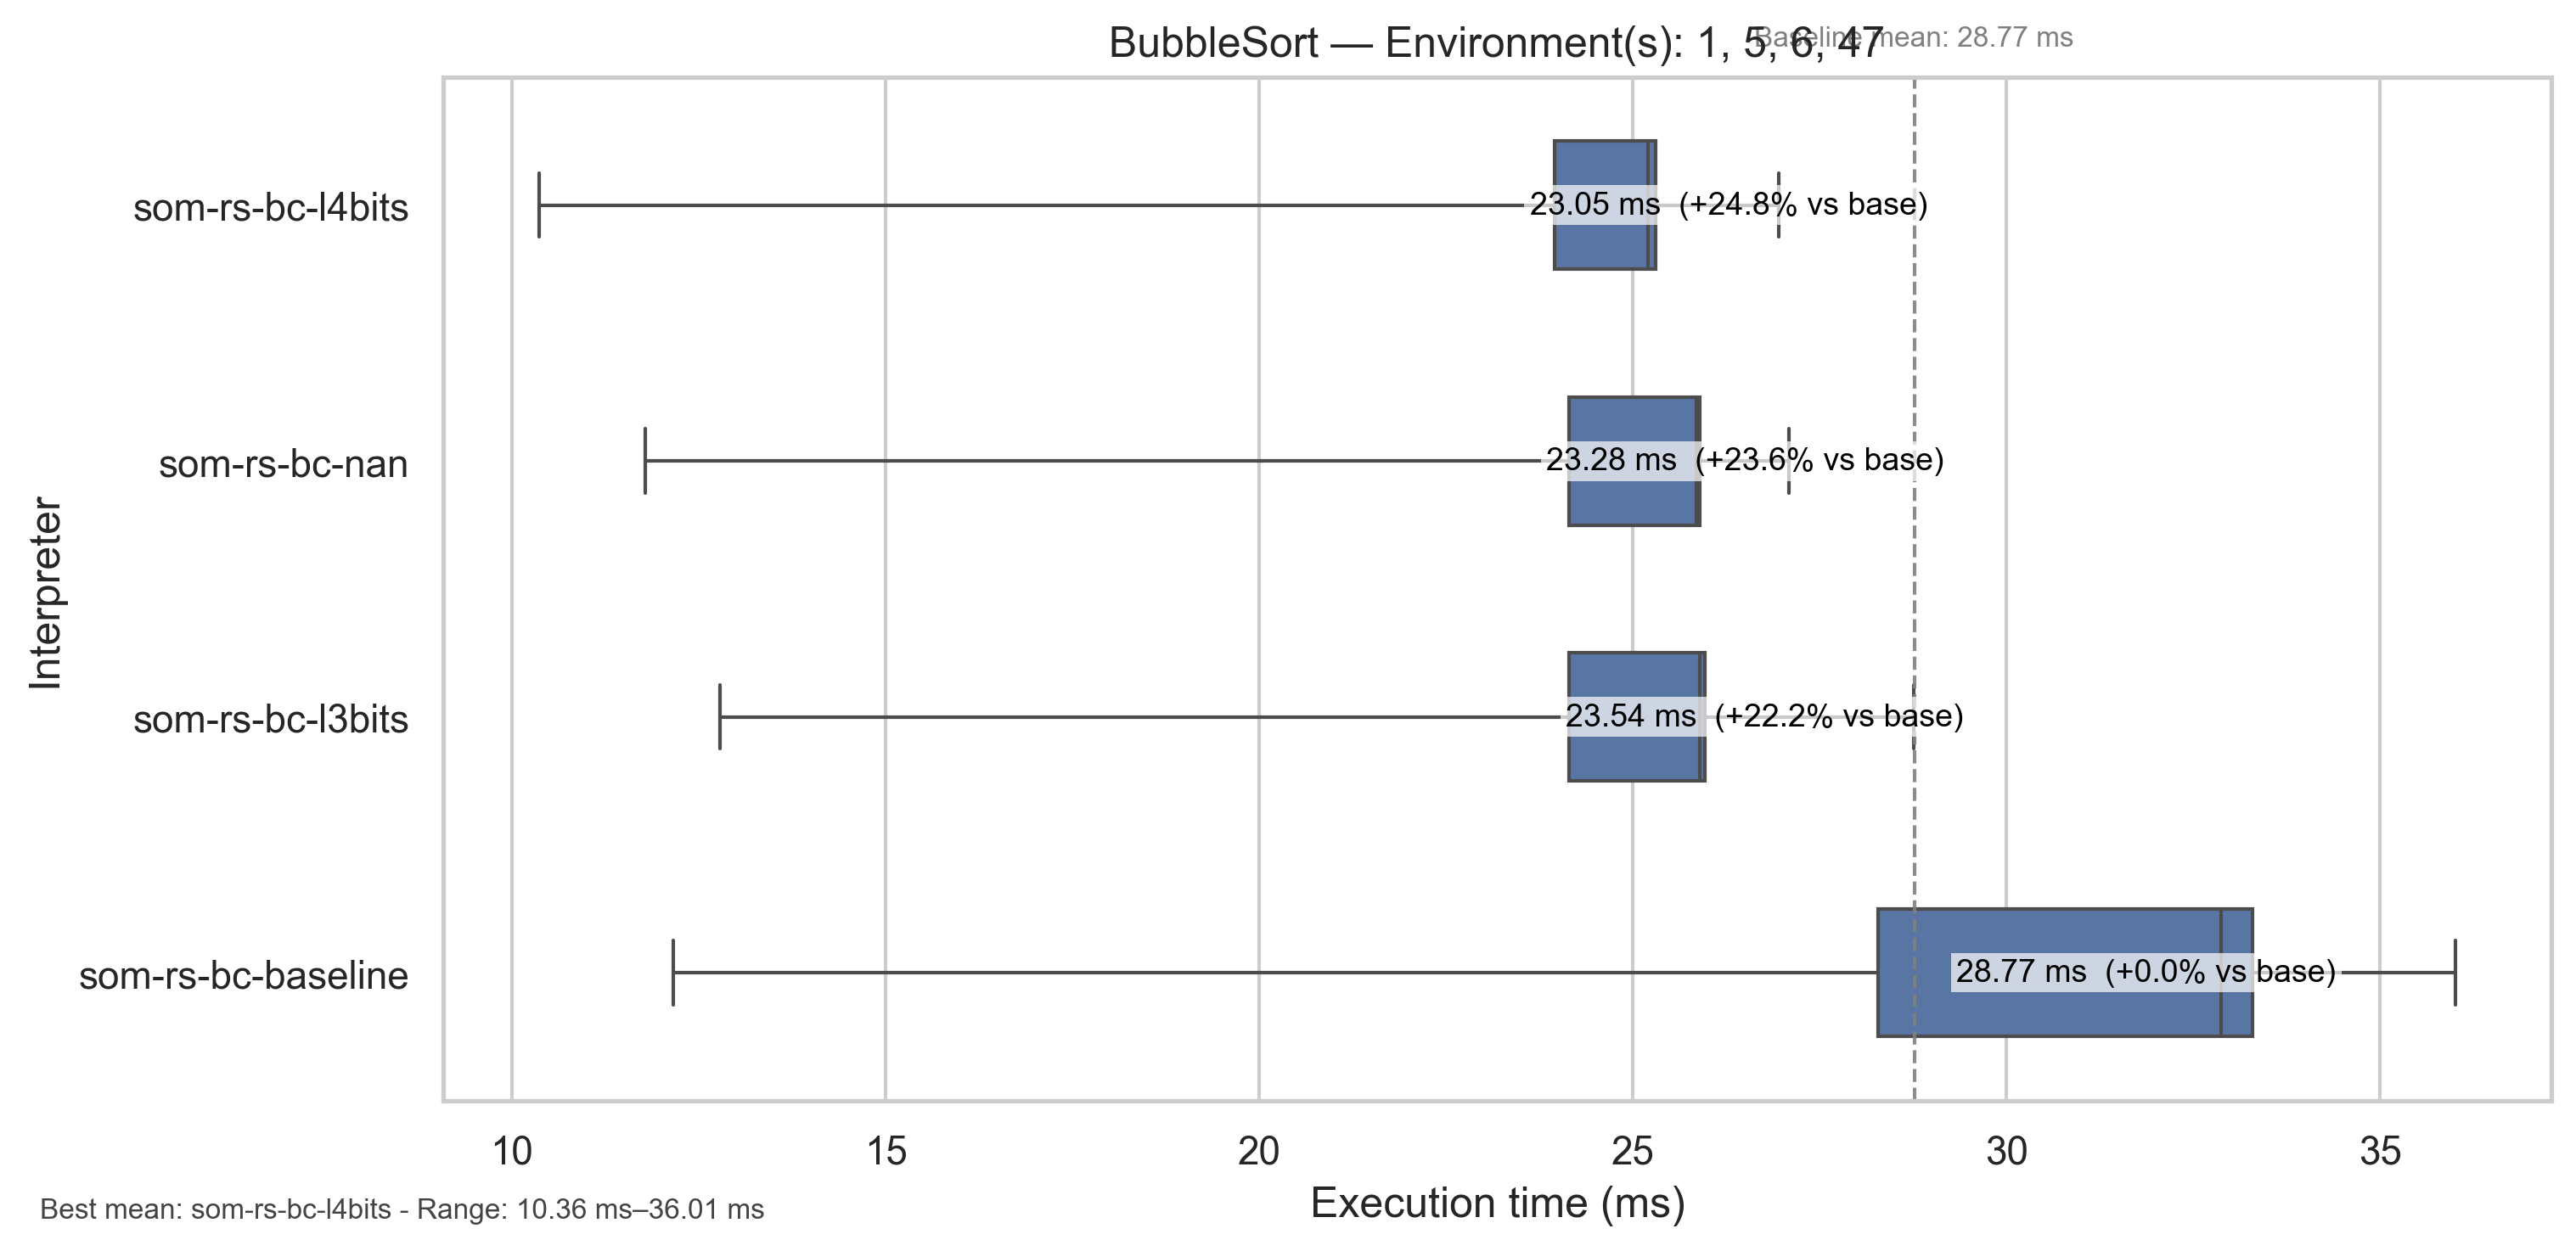 BubbleSort — Environment(s): 1, 5, 6, 47
Baseline mean: 28.77 ms
som-rs-bc-l4bits
23.05 ms (+24.8% vs base)
som-rs-bc-nan
23.28 ms (+23.6% vs base)
Interpreter
som-rs-bc-l3bits
23.54 ms (+22.2% vs base)
som-rs-bc-baseline
28.77 ms (+0.0% vs base)
10 15 20 25 30 35
Execution time (ms)
Best mean: som-rs-bc-l4bits - Range: 10.36 ms–36.01 ms